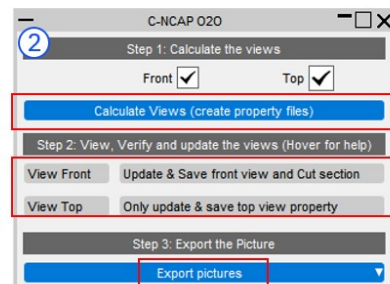 C-NCAP O2O
2
Step 1: Calculate the views
Front Top
Calculate Views (create property files)
Step 2: View, Verify and update the views (Hover for help)
View Front Update & Save front view and Cut section
View Top Only update & save top view property
Step 3: Export the Picture
Export pictures